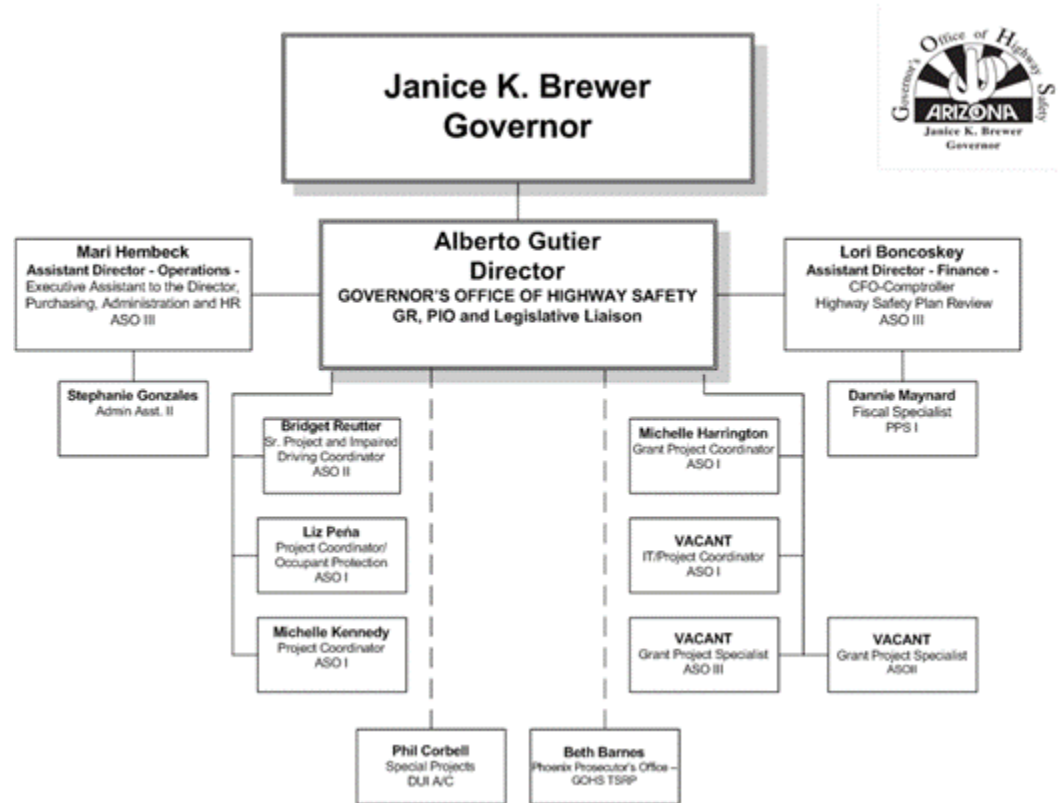 Janice K. Brewer
Governor
Governor's Office of Highway Safety
ARIZONA
Janice K. Brewer
Governor
Alberto Gutier
Director
GOVERNOR'S OFFICE OF HIGHWAY SAFETY
GR, PIO and Legislative Liaison
Mari Hembeck
Assistant Director - Operations -
Executive Assistant to the Director,
Purchasing, Administration and HR
ASO III
Lori Boncoskey
Assistant Director - Finance -
CFO-Comptroller
Highway Safety Plan Review
ASO III
Stephanie Gonzales
Admin Asst. II
Dannie Maynard
Fiscal Specialist
PPS I
Bridget Reutter
Sr. Project and Impaired
Driving Coordinator
ASO II
Michelle Harrington
Grant Project Coordinator
ASO I
Liz Peña
Project Coordinator/
Occupant Protection
ASO I
VACANT
IT/Project Coordinator
ASO I
Michelle Kennedy
Project Coordinator
ASO I
VACANT
Grant Project Specialist
ASO III
VACANT
Grant Project Specialist
Phil Corbell
Special Projects
DUI A/C
Beth Barnes
Phoenix Prosecutor's Office –
GOHS TSRP